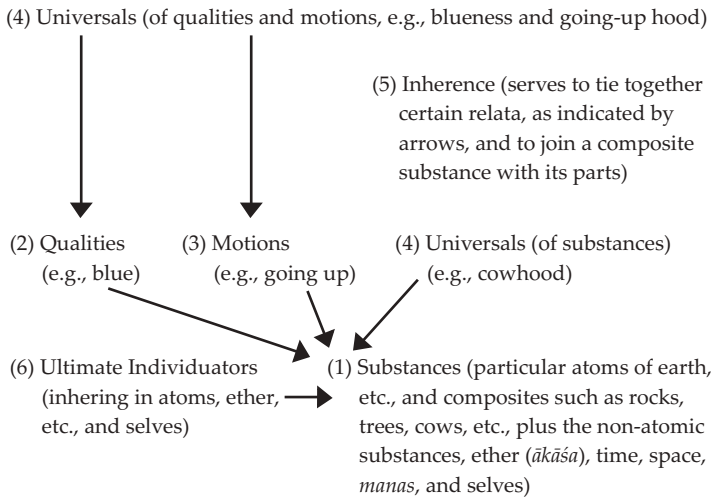 (4) Universals (of qualities and motions, e.g., blueness and going-up hood)
(5) Inherence (serves to tie together
certain relata, as indicated by
arrows, and to join a composite
substance with its parts)
(2) Qualities
(e.g., blue)
(3) Motions
(e.g., going up)
(4) Universals (of substances)
(e.g., cowhood)
(6) Ultimate Individuators
(inhering in atoms, ether,
etc., and selves)
(1) Substances (particular atoms of earth,
etc., and composites such as rocks,
trees, cows, etc., plus the non-atomic
substances, ether (ākāśa), time, space,
manas, and selves)